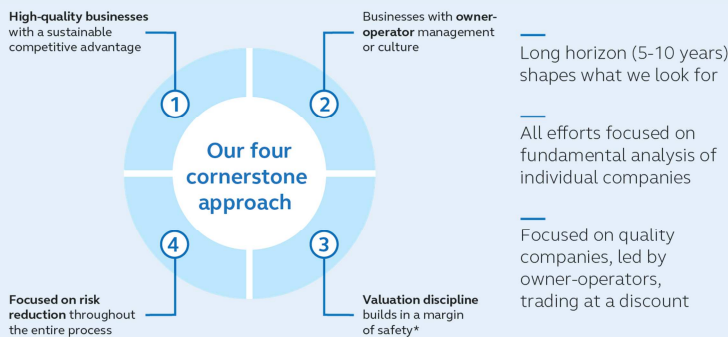 High-quality businesses
with a sustainable
competitive advantage
Businesses with owner-
operator management
or culture
1
2
Our four
cornerstone
approach
4
3
Focused on risk
reduction throughout
the entire process
Valuation discipline
builds in a margin
of safety*
Long horizon (5-10 years)
shapes what we look for
All efforts focused on
fundamental analysis of
individual companies
Focused on quality
companies, led by
owner-operators,
trading at a discount